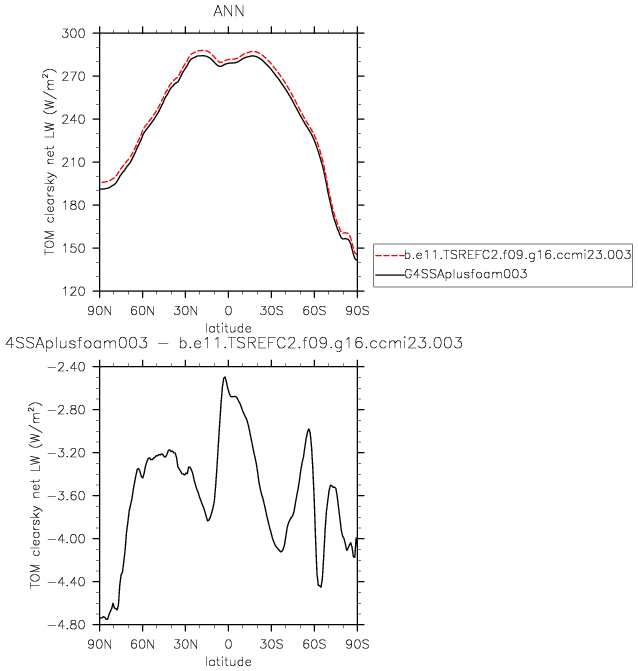 ANN
TOM clearsky net LW (W/m²)
300
270
240
210
180
150
120
90N 60N 30N 0 30S 60S 90S
latitude
b.e11.TSREFC2.f09.g16.ccmi23.003
G4SSAplusfoam003
4SSAplusfoam003 − b.e11.TSREFC2.f09.g16.ccmi23.003
TOM clearsky net LW (W/m²)
−2.40
−2.80
−3.20
−3.60
−4.00
−4.40
−4.80
90N 60N 30N 0 30S 60S 90S
latitude